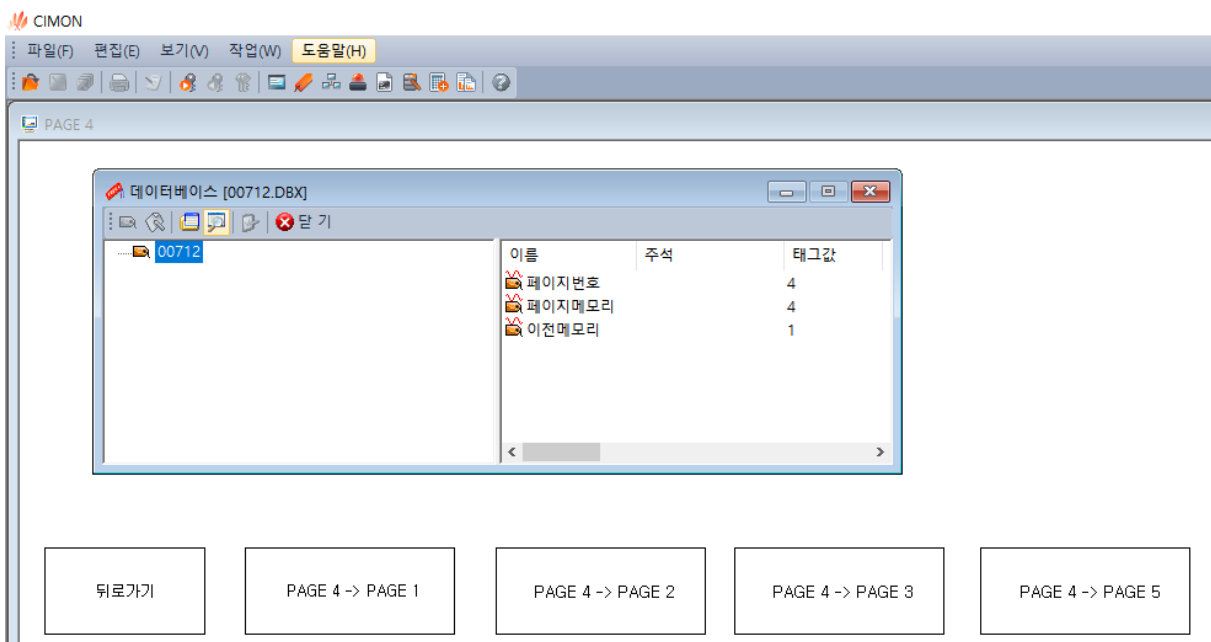 CIMON
파일(F) 편집(E) 보기(V) 작업(W) 도움말(H)
PAGE 4
데이터베이스 [00712.DBX]
닫 기
00712
이름 주석 태그값
페이지번호 4
페이지메모리 4
이전메모리 1
뒤로가기 PAGE 4 -> PAGE 1 PAGE 4 -> PAGE 2 PAGE 4 -> PAGE 3 PAGE 4 -> PAGE 5